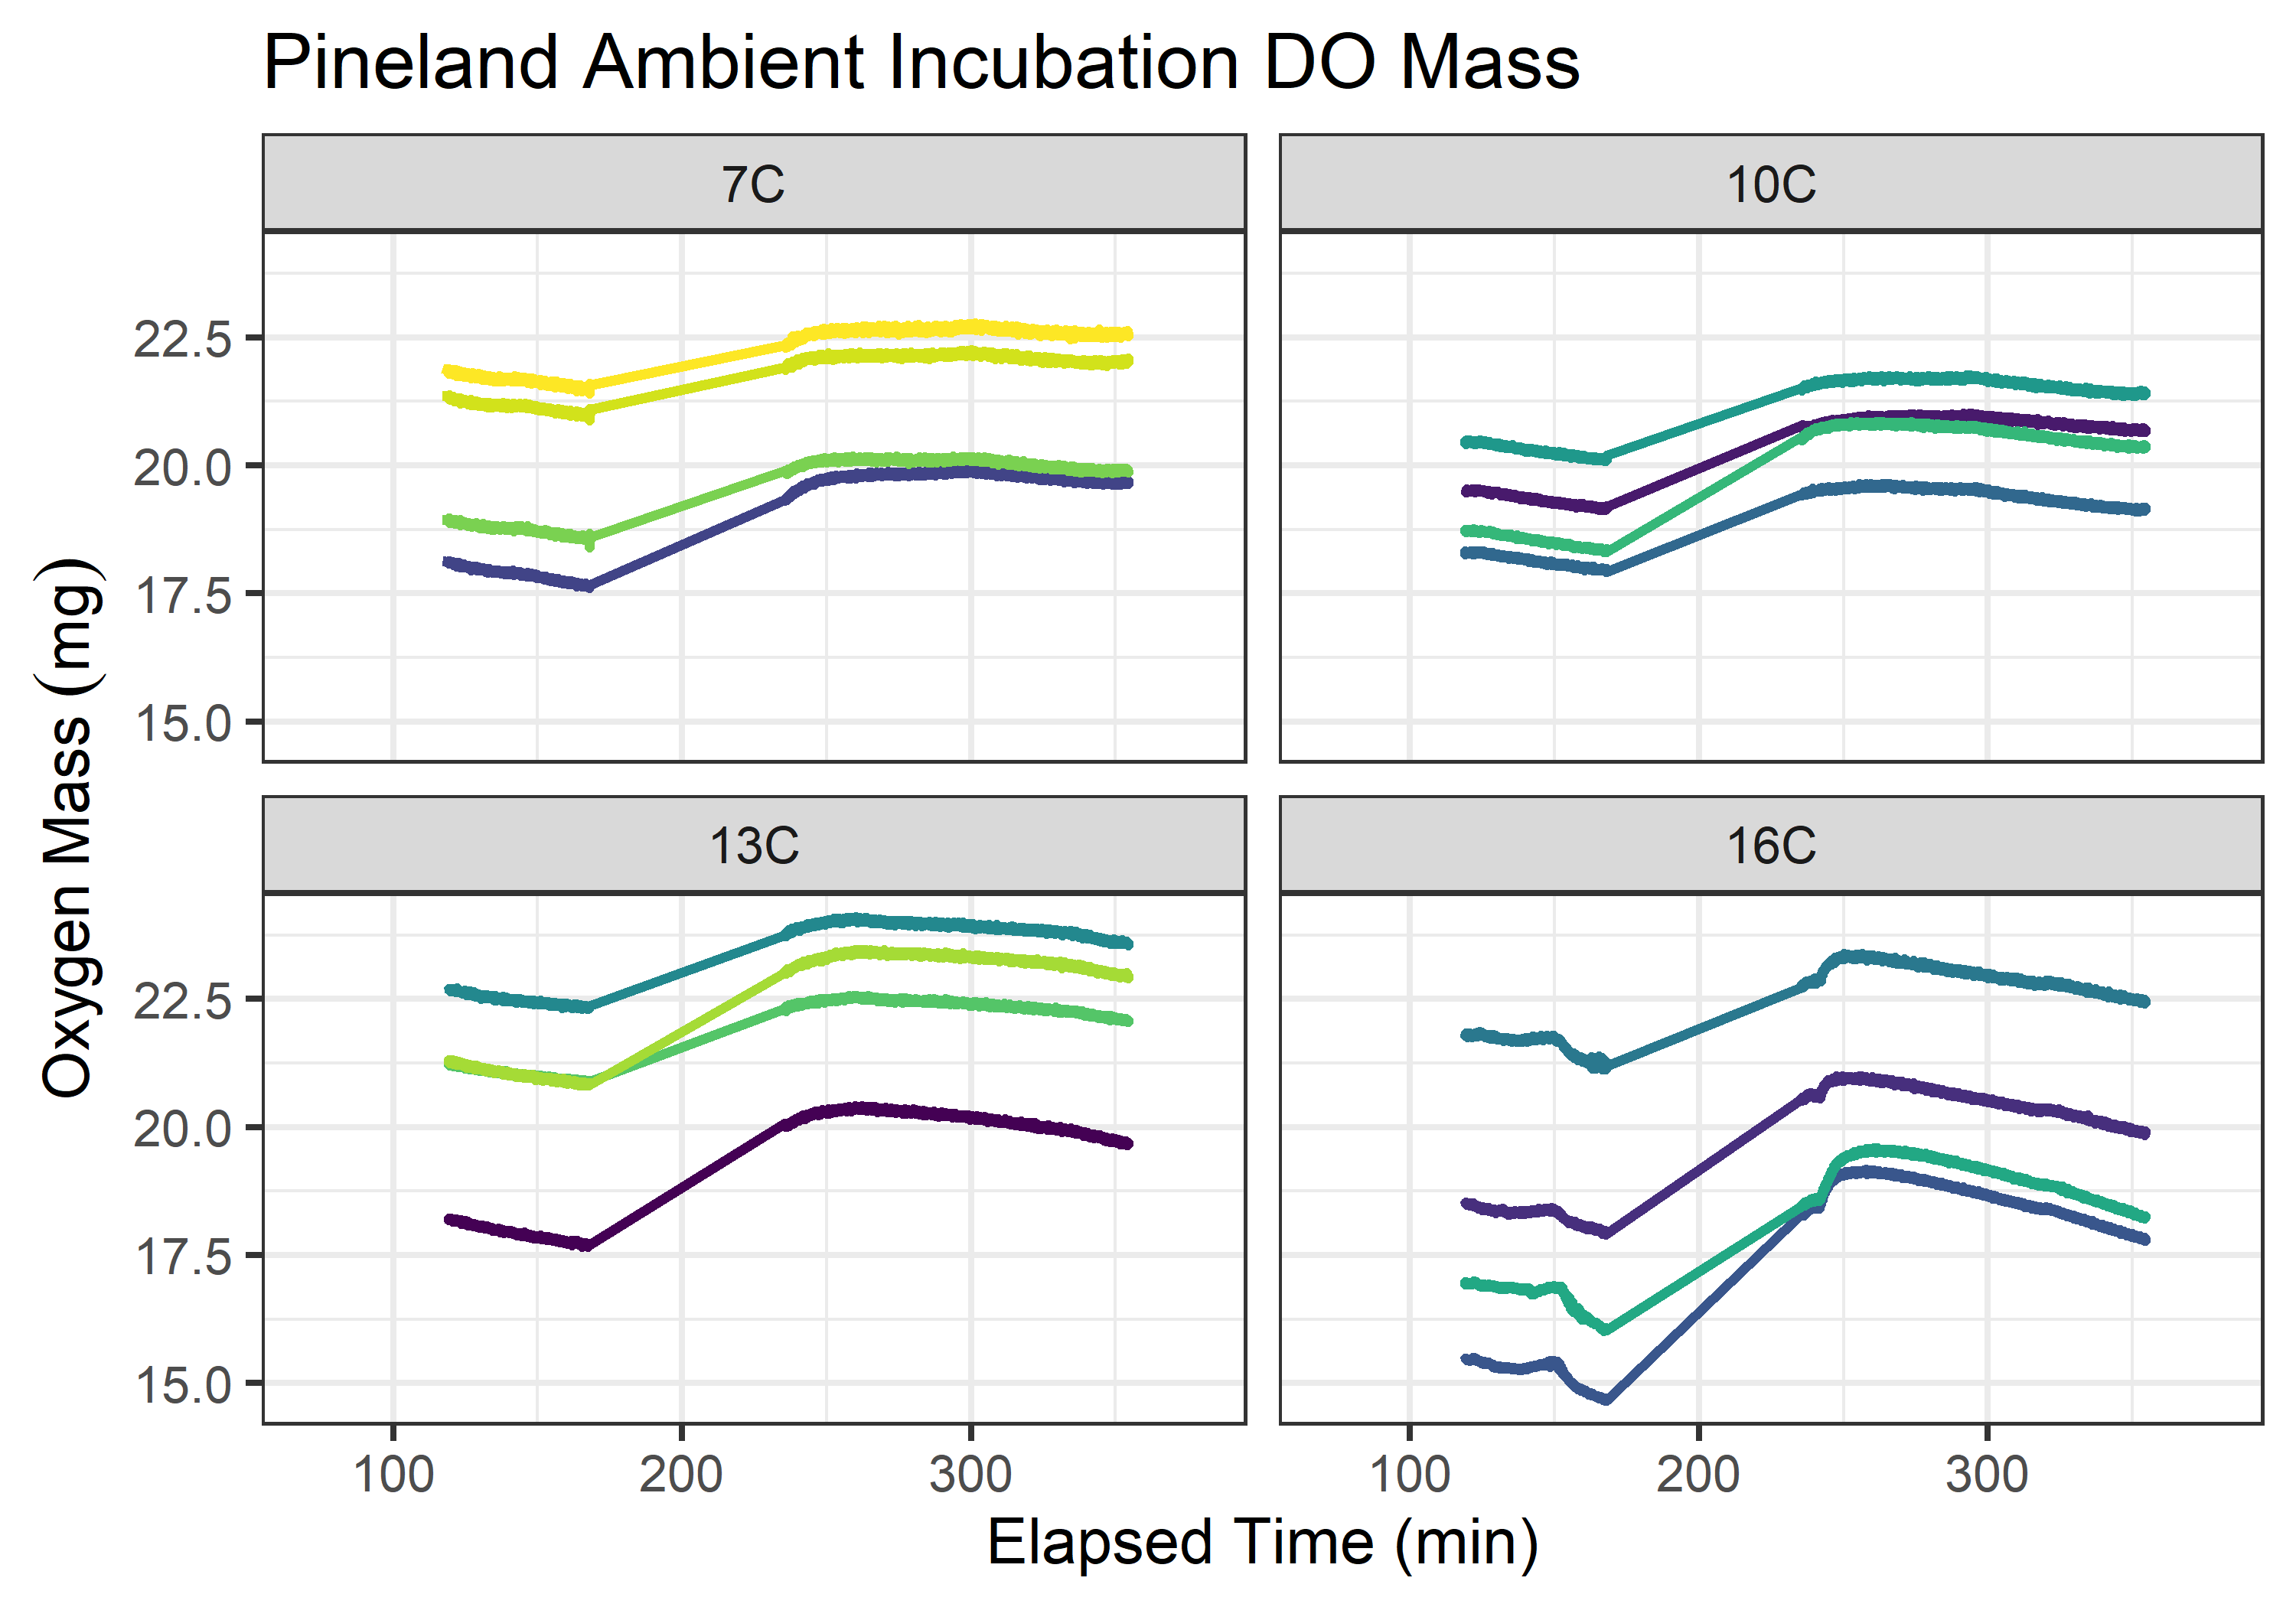 Pineland Ambient Incubation DO Mass
7C
10C
22.5
20.0
17.5
15.0
13C
16C
22.5
20.0
17.5
15.0
Oxygen Mass (mg)
100 200 300
100 200 300
Elapsed Time (min)